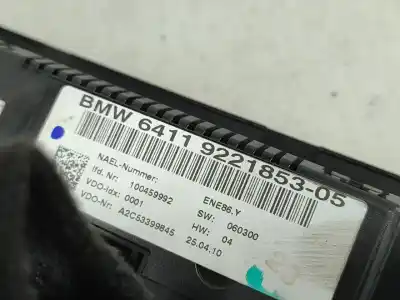 BMW 6411 9221853-05
NAEL-Nummer:
lfd. Nr: 100459992
VDO-Idx: 0001
VDO-Nr: A2C53399845
ENE86.Y
SW: 060300
HW: 04
25.04.10